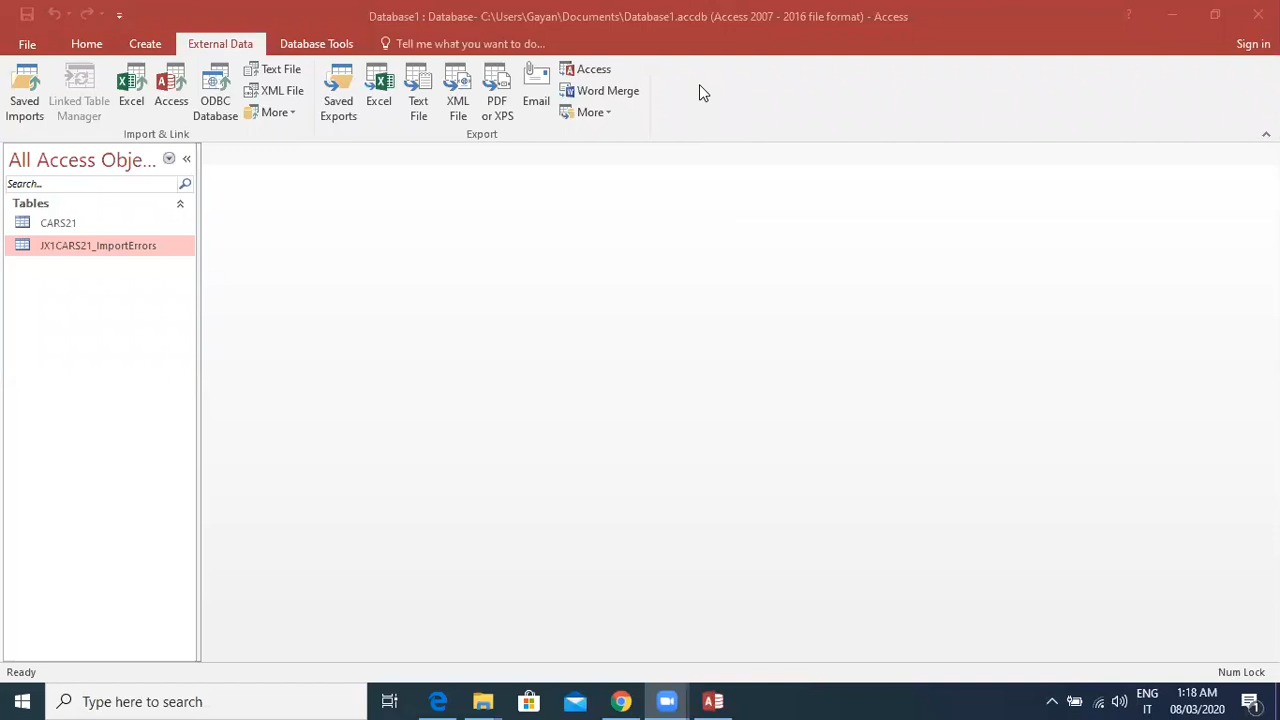 Database1 : Database- C:\Users\Gayan\Documents\Database1.accdb (Access 2007 - 2016 file format) - Access
?
File Home Create External Data Database Tools Tell me what you want to do... Sign in
Saved Imports
Linked Table Manager
Excel
Access
ODBC Database
Text File
XML File
More
Import & Link
Saved Exports
Excel
Text File
XML File
PDF or XPS
Email
Access
Word Merge
More
Export
All Access Obje...
Search..
Tables
CARS21
JX1CARS21_ImportErrors
Ready
Num Lock
Type here to search
ENG
IT
1:18 AM
08/03/2020
1